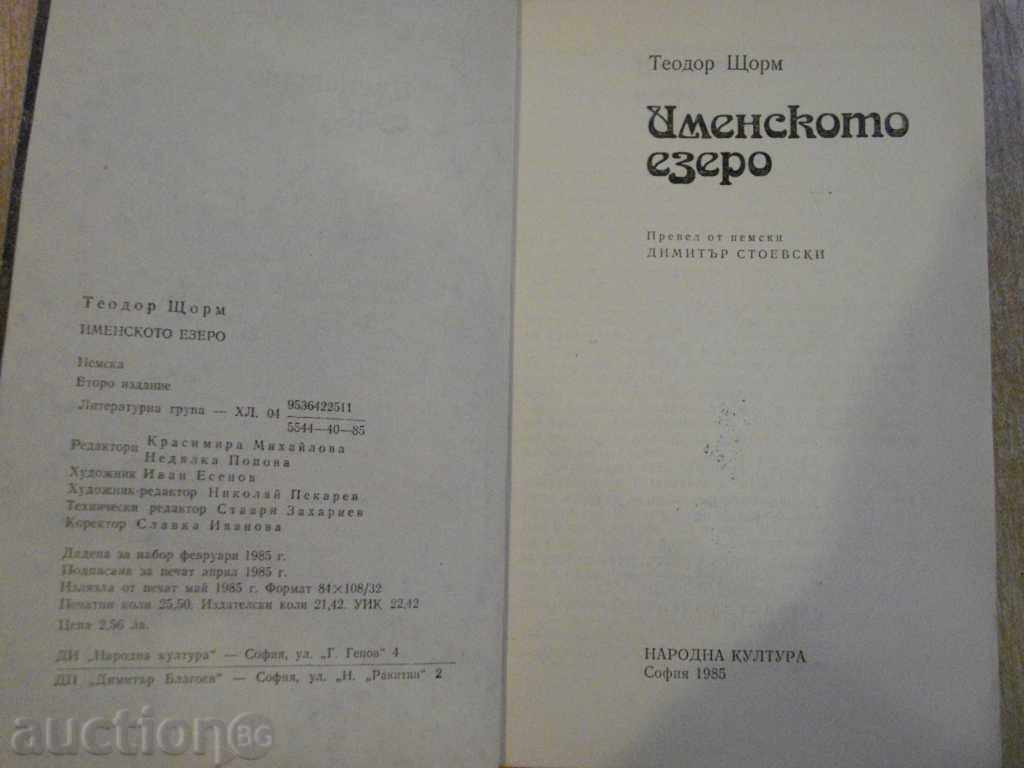 Теодор Щорм
ИМЕНСКОТО ЕЗЕРО
Немска
Второ издание
Литературна група — ХЛ. 04 9536422511
5544—40—85
Редактори Красимира Михайлова
Недялка Попова
Художник Иван Есенов
Художник-редактор Николай Пекарев
Технически редактор Ставри Захариев
Коректор Славка Иванова
Дадена за набор февруари 1985 г.
Подписана за печат април 1985 г.
Излязла от печат май 1985 г. Формат 84×108/32
Печатни коли 25,50. Издателски коли 21,42. УИК 22,42
Цена 2,56 лв.
ДИ „Народна култура“ — София, ул. „Г. Генов“ 4
ДП „Димитър Благоев“ — София, ул. „Н. Ракитин“ 2
Теодор Щорм
Именското
езеро
Превел от немски
ДИМИТЪР СТОЕВСКИ
НАРОДНА КУЛТУРА
София 1985
auction BG